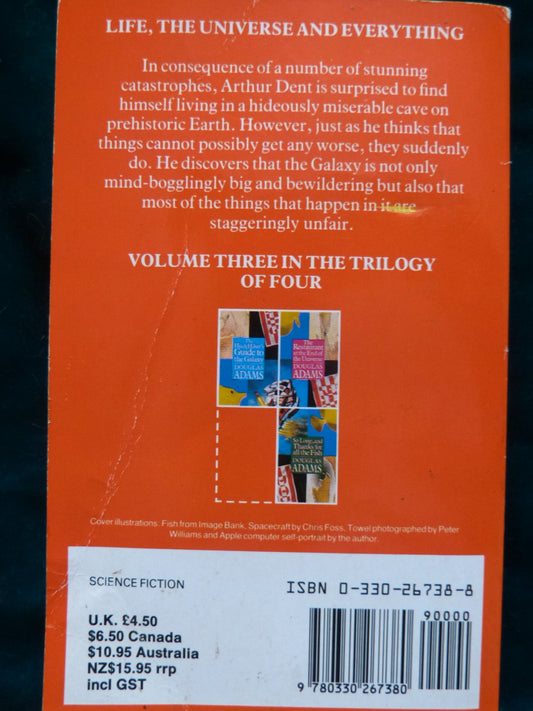 LIFE, THE UNIVERSE AND EVERYTHING
In consequence of a number of stunning
catastrophes, Arthur Dent is surprised to find
himself living in a hideously miserable cave on
prehistoric Earth. However, just as he thinks that
things cannot possibly get any worse, they suddenly
do. He discovers that the Galaxy is not only
mind-bogglingly big and bewildering but also that
most of the things that happen in it are
staggeringly unfair.
VOLUME THREE IN THE TRILOGY
OF FOUR
The
Hitch Hiker's
Guide to
the Galaxy
DOUGLAS
ADAMS
The
Restaurant
at the End of
the Universe
DOUGLAS
ADAMS
So Long, and
Thanks for
all the Fish
DOUGLAS
ADAMS
Cover illustrations. Fish from Image Bank. Spacecraft by Chris Foss. Towel photographed by Peter
Williams and Apple computer self-portrait by the author.
SCIENCE FICTION
U.K. £4.50
$6.50 Canada
$10.95 Australia
NZ$15.95 rrp
incl GST
ISBN 0-330-26738-8
90000
9 780330 267380